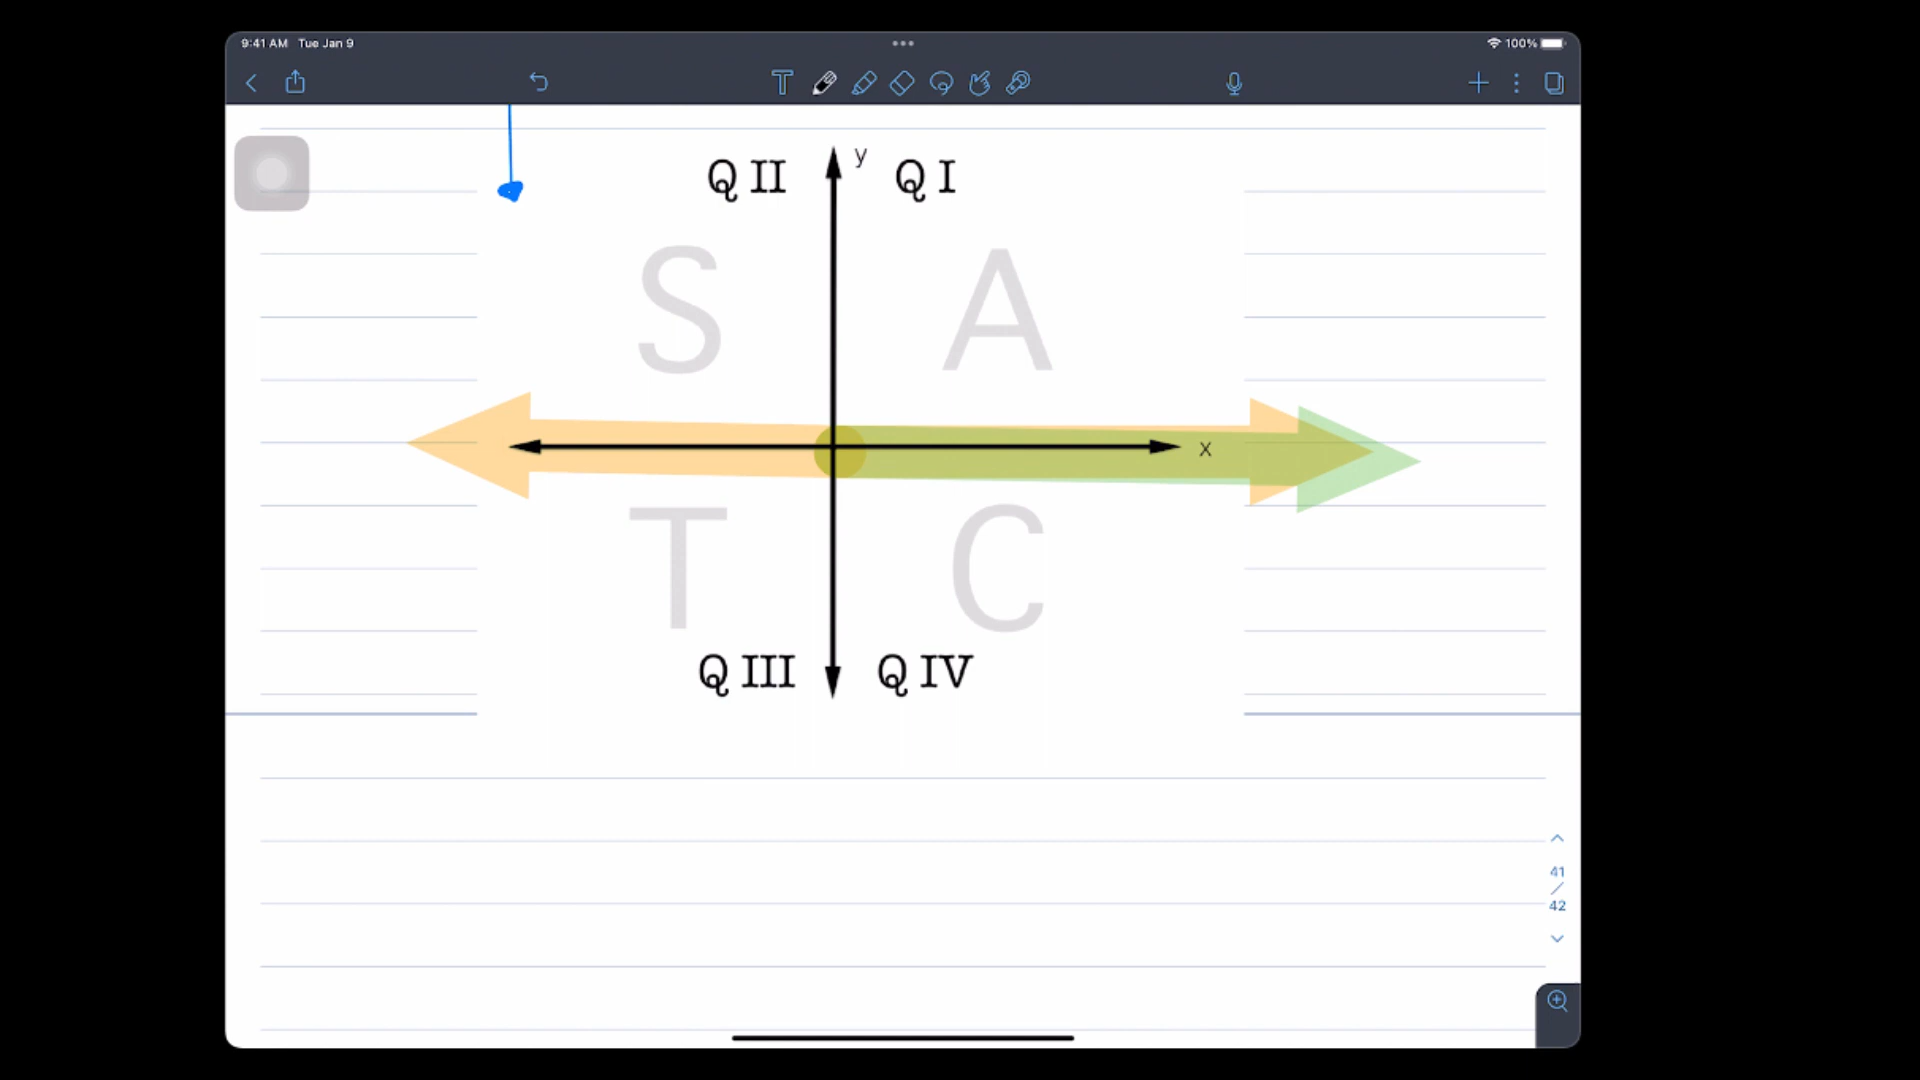 9:41 AM Tue Jan 9
100%
T
Q II
y
Q I
S
A
x
T
C
Q III
Q IV
41
/
42